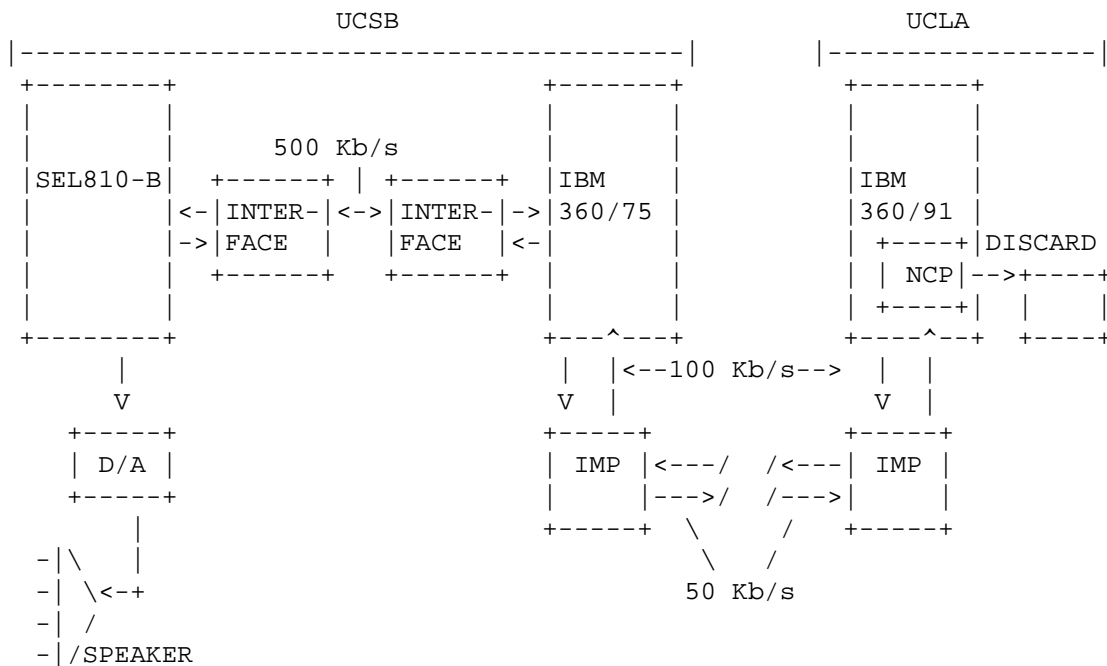 UCSB UCLA
500 Kb/s
SEL810-B IBM IBM
INTER- INTER- 360/75 360/91
FACE FACE DISCARD
NCP
100 Kb/s
V V V
D/A IMP IMP
50 Kb/s
SPEAKER